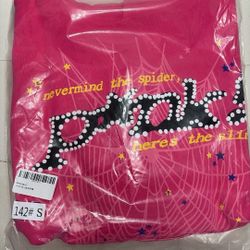 nevermind the spider,
pink!
heres the sli
142# S